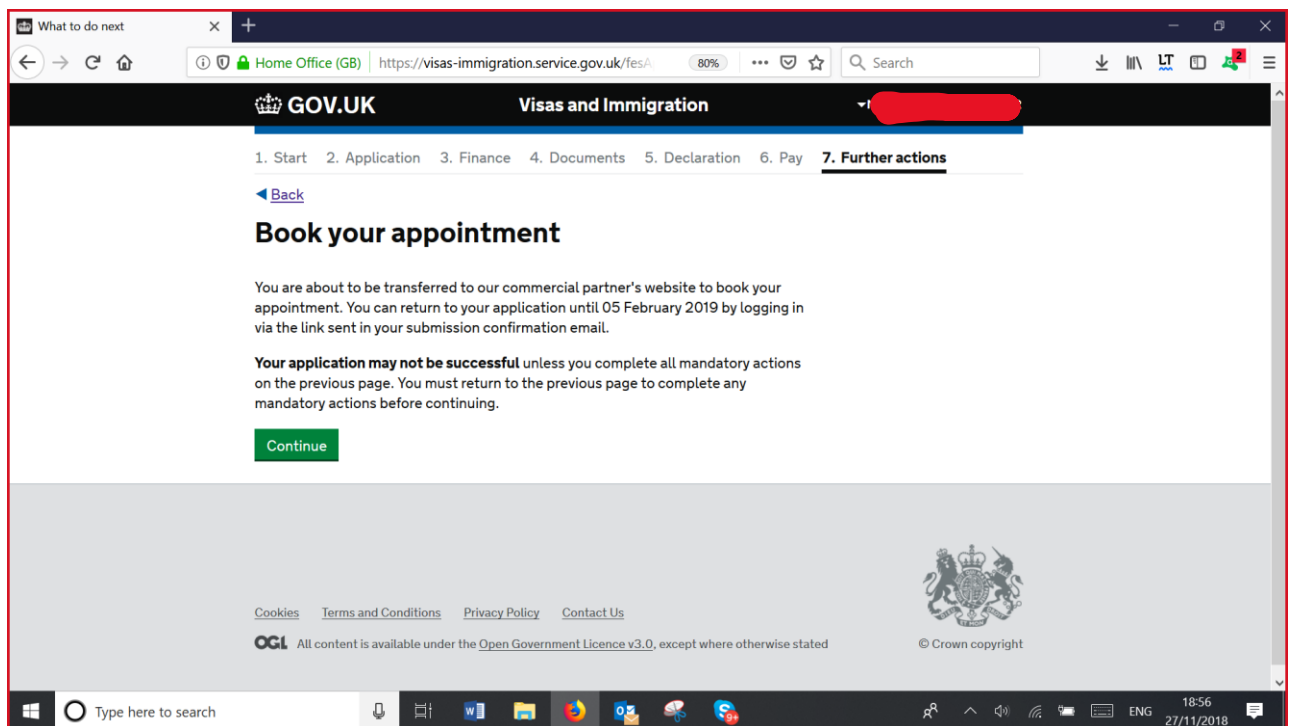 What to do next
Home Office (GB) https://visas-immigration.service.gov.uk/fesA 80% Search
GOV.UK Visas and Immigration
1. Start 2. Application 3. Finance 4. Documents 5. Declaration 6. Pay 7. Further actions
Back
Book your appointment
You are about to be transferred to our commercial partner's website to book your
appointment. You can return to your application until 05 February 2019 by logging in
via the link sent in your submission confirmation email.
Your application may not be successful unless you complete all mandatory actions
on the previous page. You must return to the previous page to complete any
mandatory actions before continuing.
Continue
Cookies Terms and Conditions Privacy Policy Contact Us
OGL All content is available under the Open Government Licence v3.0, except where otherwise stated
© Crown copyright
Type here to search
ENG
18:56
27/11/2018